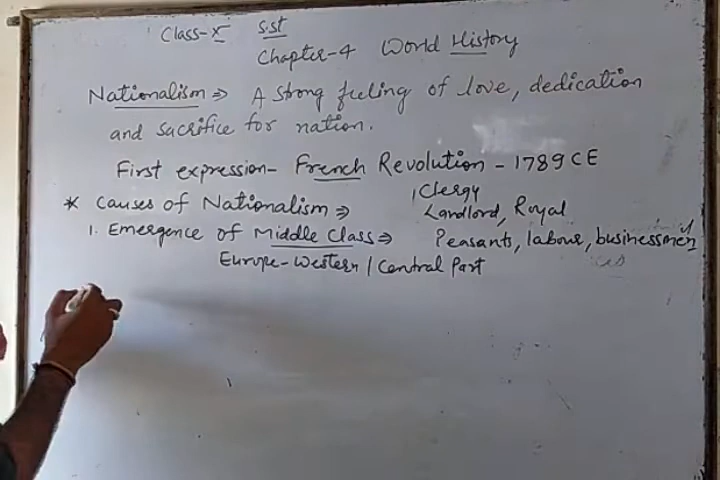 Class-X S.St
Chapter-4 World History
Nationalism ⇒ A strong feeling of love, dedication
and sacrifice for nation.
First expression- French Revolution - 1789 CE
* Causes of Nationalism ⇒ Clergy
Landlord, Royal
1. Emergence of Middle Class ⇒ Peasants, labour, businessmen
Europe-Western / Central Part